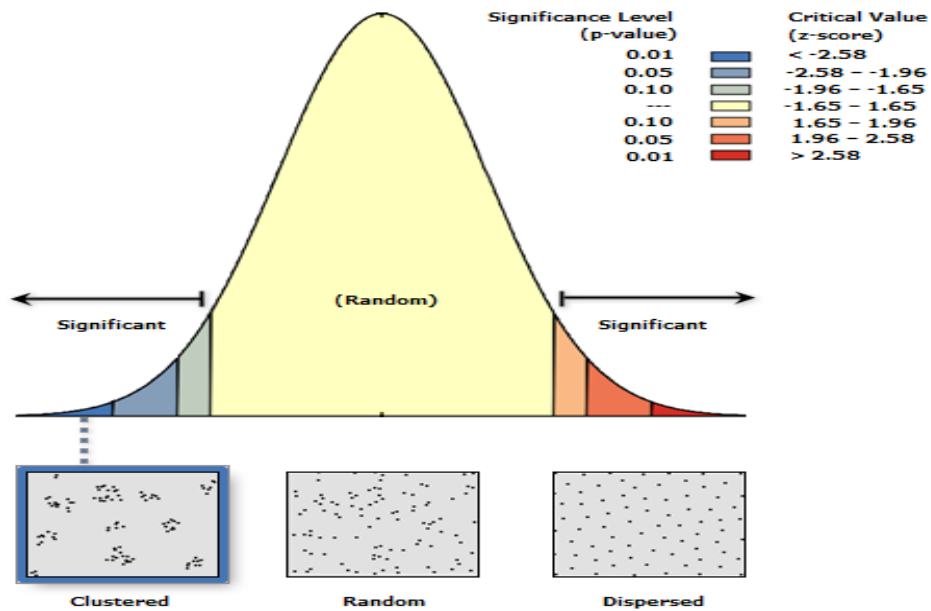 Significance Level Critical Value
(p-value) (z-score)
0.01 < -2.58
0.05 -2.58 – -1.96
0.10 -1.96 – -1.65
--- -1.65 – 1.65
0.10 1.65 – 1.96
0.05 1.96 – 2.58
0.01 > 2.58
(Random)
Significant Significant
Clustered Random Dispersed